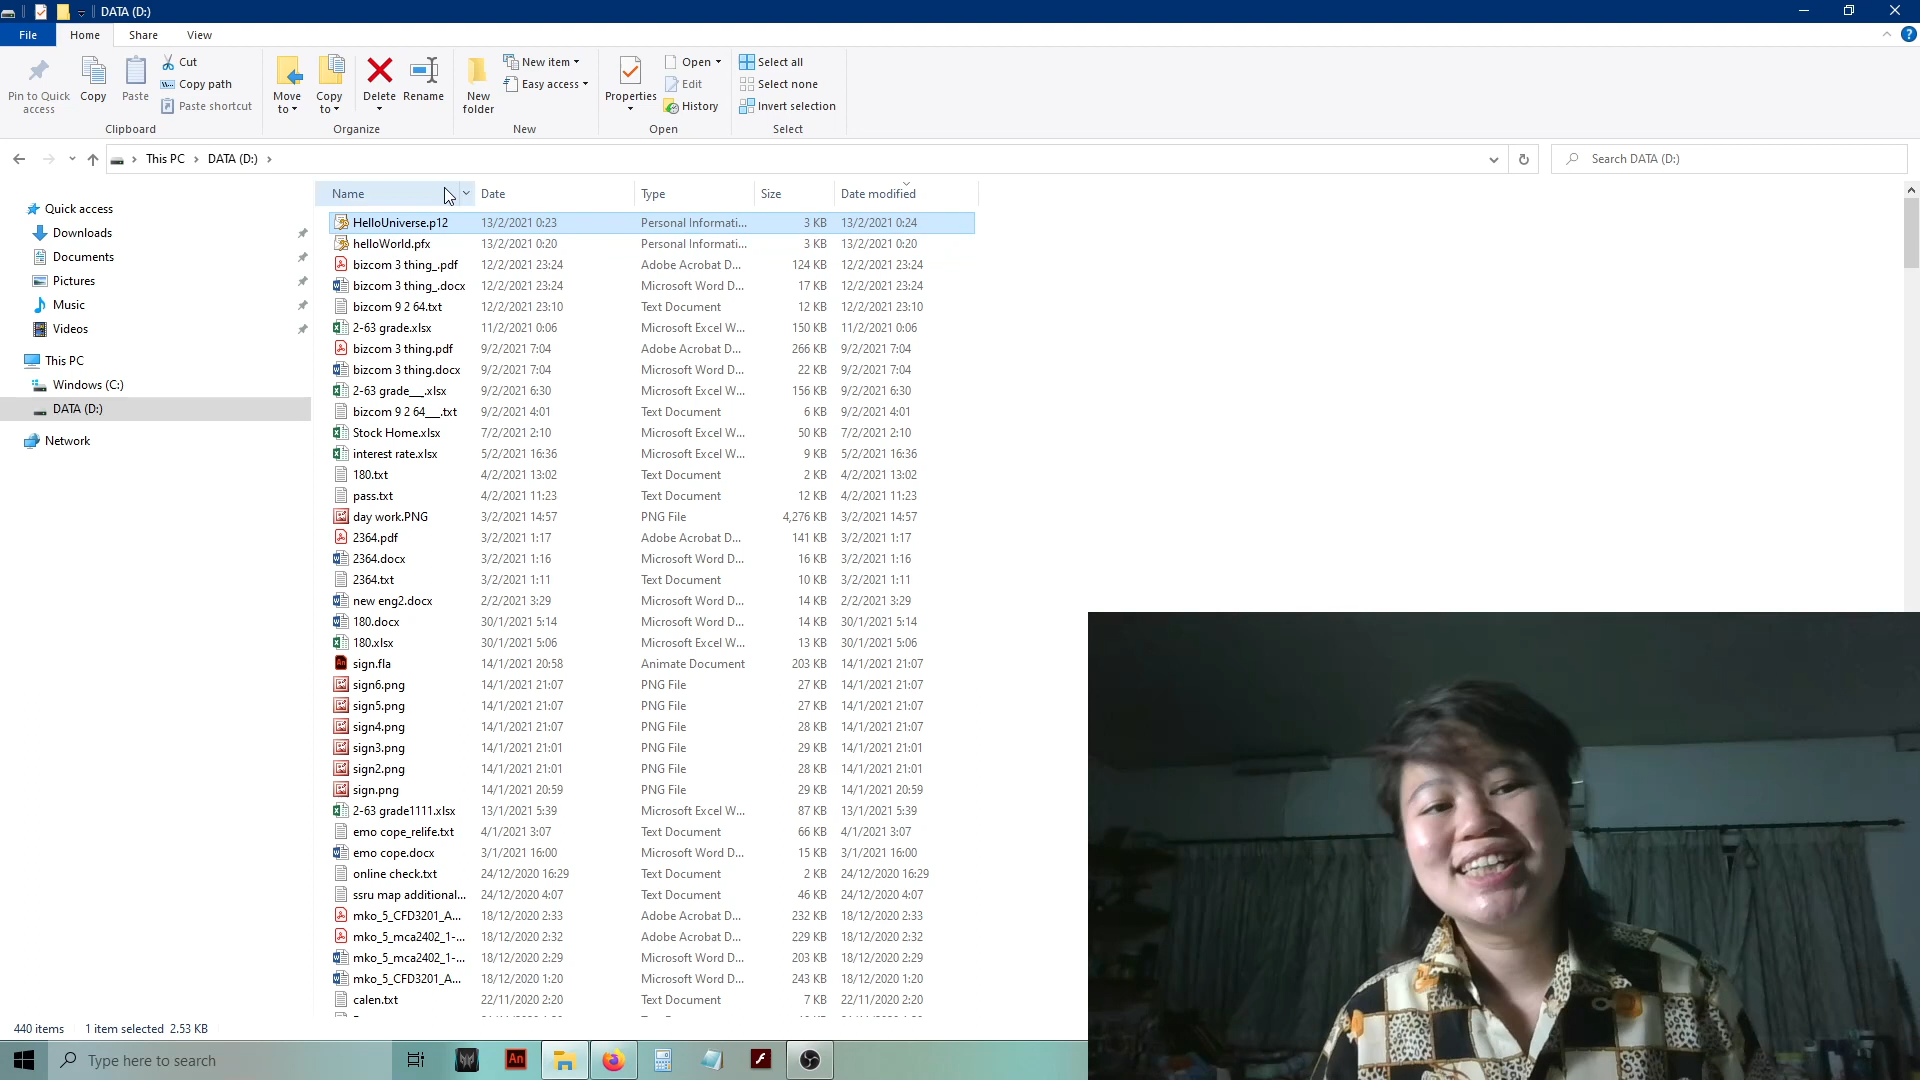 DATA (D:)
File Home Share View
Pin to Quick access
Copy
Paste
Cut
Copy path
Paste shortcut
Clipboard
Move to
Copy to
Delete
Rename
Organize
New folder
New item
Easy access
New
Properties
Open
Edit
History
Open
Select all
Select none
Invert selection
Select
This PC DATA (D:)
Search DATA (D:)
Quick access
Downloads
Documents
Pictures
Music
Videos
This PC
Windows (C:)
DATA (D:)
Network
Name Date Type Size Date modified
HelloUniverse.p12 13/2/2021 0:23 Personal Informati... 3 KB 13/2/2021 0:24
helloWorld.pfx 13/2/2021 0:20 Personal Informati... 3 KB 13/2/2021 0:20
bizcom 3 thing_.pdf 12/2/2021 23:24 Adobe Acrobat D... 124 KB 12/2/2021 23:24
bizcom 3 thing_.docx 12/2/2021 23:24 Microsoft Word D... 17 KB 12/2/2021 23:24
bizcom 9 2 64.txt 12/2/2021 23:10 Text Document 12 KB 12/2/2021 23:10
2-63 grade.xlsx 11/2/2021 0:06 Microsoft Excel W... 150 KB 11/2/2021 0:06
bizcom 3 thing.pdf 9/2/2021 7:04 Adobe Acrobat D... 266 KB 9/2/2021 7:04
bizcom 3 thing.docx 9/2/2021 7:04 Microsoft Word D... 22 KB 9/2/2021 7:04
2-63 grade___.xlsx 9/2/2021 6:30 Microsoft Excel W... 156 KB 9/2/2021 6:30
bizcom 9 2 64___.txt 9/2/2021 4:01 Text Document 6 KB 9/2/2021 4:01
Stock Home.xlsx 7/2/2021 2:10 Microsoft Excel W... 50 KB 7/2/2021 2:10
interest rate.xlsx 5/2/2021 16:36 Microsoft Excel W... 9 KB 5/2/2021 16:36
180.txt 4/2/2021 13:02 Text Document 2 KB 4/2/2021 13:02
pass.txt 4/2/2021 11:23 Text Document 12 KB 4/2/2021 11:23
day work.PNG 3/2/2021 14:57 PNG File 4,276 KB 3/2/2021 14:57
2364.pdf 3/2/2021 1:17 Adobe Acrobat D... 141 KB 3/2/2021 1:17
2364.docx 3/2/2021 1:16 Microsoft Word D... 16 KB 3/2/2021 1:16
2364.txt 3/2/2021 1:11 Text Document 10 KB 3/2/2021 1:11
new eng2.docx 2/2/2021 3:29 Microsoft Word D... 14 KB 2/2/2021 3:29
180.docx 30/1/2021 5:14 Microsoft Word D... 14 KB 30/1/2021 5:14
180.xlsx 30/1/2021 5:06 Microsoft Excel W... 13 KB 30/1/2021 5:06
sign.fla 14/1/2021 20:58 Animate Document 203 KB 14/1/2021 21:07
sign6.png 14/1/2021 21:07 PNG File 27 KB 14/1/2021 21:07
sign5.png 14/1/2021 21:07 PNG File 27 KB 14/1/2021 21:07
sign4.png 14/1/2021 21:07 PNG File 28 KB 14/1/2021 21:07
sign3.png 14/1/2021 21:01 PNG File 29 KB 14/1/2021 21:01
sign2.png 14/1/2021 21:01 PNG File 28 KB 14/1/2021 21:01
sign.png 14/1/2021 20:59 PNG File 29 KB 14/1/2021 20:59
2-63 grade1111.xlsx 13/1/2021 5:39 Microsoft Excel W... 87 KB 13/1/2021 5:39
emo cope_relife.txt 4/1/2021 3:07 Text Document 66 KB 4/1/2021 3:07
emo cope.docx 3/1/2021 16:00 Microsoft Word D... 15 KB 3/1/2021 16:00
online check.txt 24/12/2020 16:29 Text Document 2 KB 24/12/2020 16:29
ssru map additional... 24/12/2020 4:07 Text Document 46 KB 24/12/2020 4:07
mko_5_CFD3201_A... 18/12/2020 2:33 Adobe Acrobat D... 232 KB 18/12/2020 2:33
mko_5_mca2402_1-... 18/12/2020 2:32 Adobe Acrobat D... 229 KB 18/12/2020 2:32
mko_5_mca2402_1-... 18/12/2020 2:29 Microsoft Word D... 203 KB 18/12/2020 2:29
mko_5_CFD3201_A... 18/12/2020 1:20 Microsoft Word D... 243 KB 18/12/2020 1:20
calen.txt 22/11/2020 2:20 Text Document 7 KB 22/11/2020 2:20
440 items 1 item selected 2.53 KB
Type here to search
An